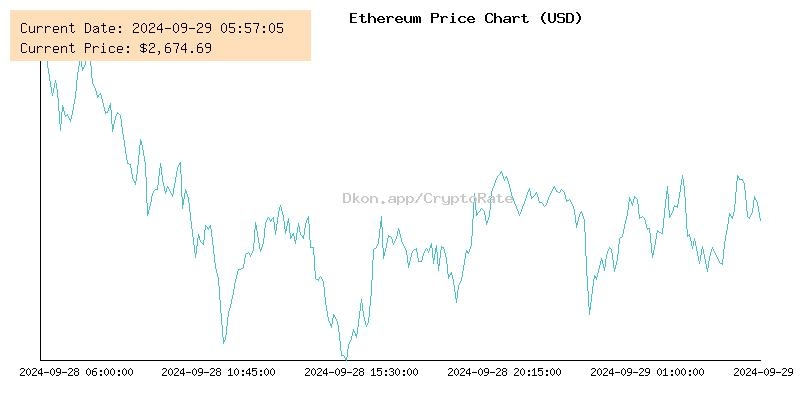 Ethereum Price Chart (USD)
Current Date: 2024-09-29 05:57:05
Current Price: $2,674.69
Dkon.app/CryptoRate
2024-09-28 06:00:00
2024-09-28 10:45:00
2024-09-28 15:30:00
2024-09-28 20:15:00
2024-09-29 01:00:00
2024-09-29